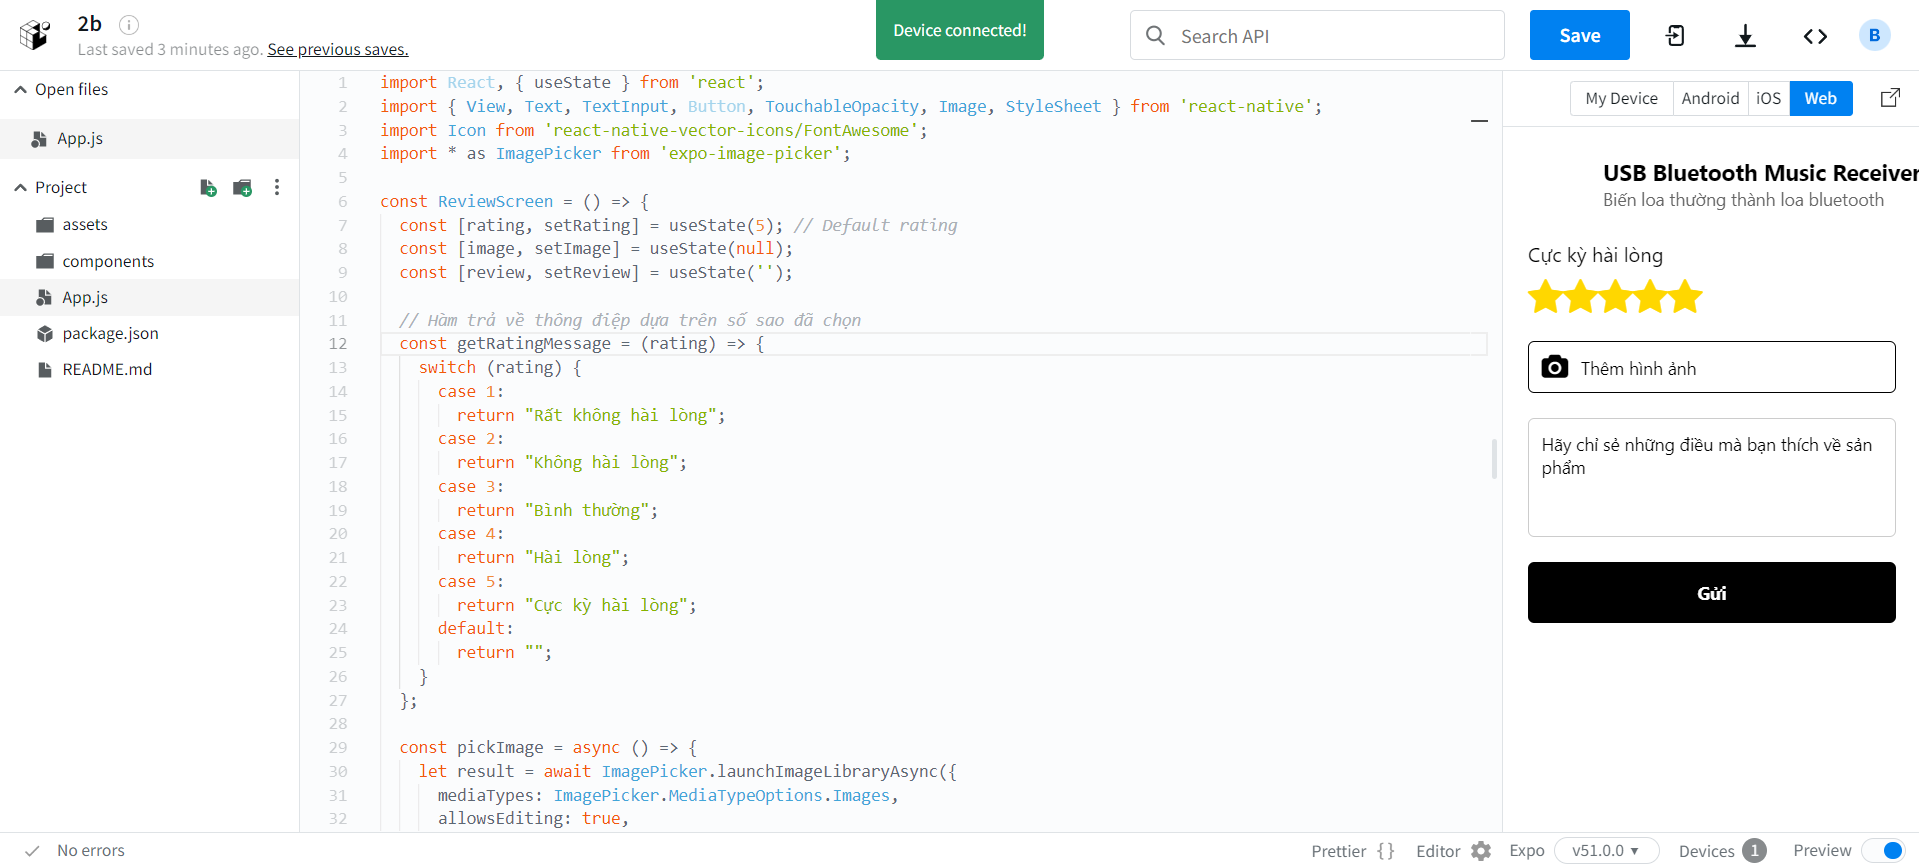 2b
Last saved 3 minutes ago. See previous saves.
Device connected!
Search API
Save
B
Open files
App.js
Project
assets
components
App.js
package.json
README.md
1 import React, { useState } from 'react';
2 import { View, Text, TextInput, Button, TouchableOpacity, Image, StyleSheet } from 'react-native';
3 import Icon from 'react-native-vector-icons/FontAwesome';
4 import * as ImagePicker from 'expo-image-picker';
5
6 const ReviewScreen = () => {
7 const [rating, setRating] = useState(5); // Default rating
8 const [image, setImage] = useState(null);
9 const [review, setReview] = useState('');
10
11 // Hàm trả về thông điệp dựa trên số sao đã chọn
12 const getRatingMessage = (rating) => {
13 switch (rating) {
14 case 1:
15 return "Rất không hài lòng";
16 case 2:
17 return "Không hài lòng";
18 case 3:
19 return "Bình thường";
20 case 4:
21 return "Hài lòng";
22 case 5:
23 return "Cực kỳ hài lòng";
24 default:
25 return "";
26 }
27 };
28
29 const pickImage = async () => {
30 let result = await ImagePicker.launchImageLibraryAsync({
31 mediaTypes: ImagePicker.MediaTypeOptions.Images,
32 allowsEditing: true,
My Device
Android
iOS
Web
USB Bluetooth Music Receiver
Biến loa thường thành loa bluetooth
Cực kỳ hài lòng
Thêm hình ảnh
Hãy chỉ sẻ những điều mà bạn thích về sản
phẩm
Gửi
No errors
Prettier {}
Editor
Expo
v51.0.0
Devices 1
Preview